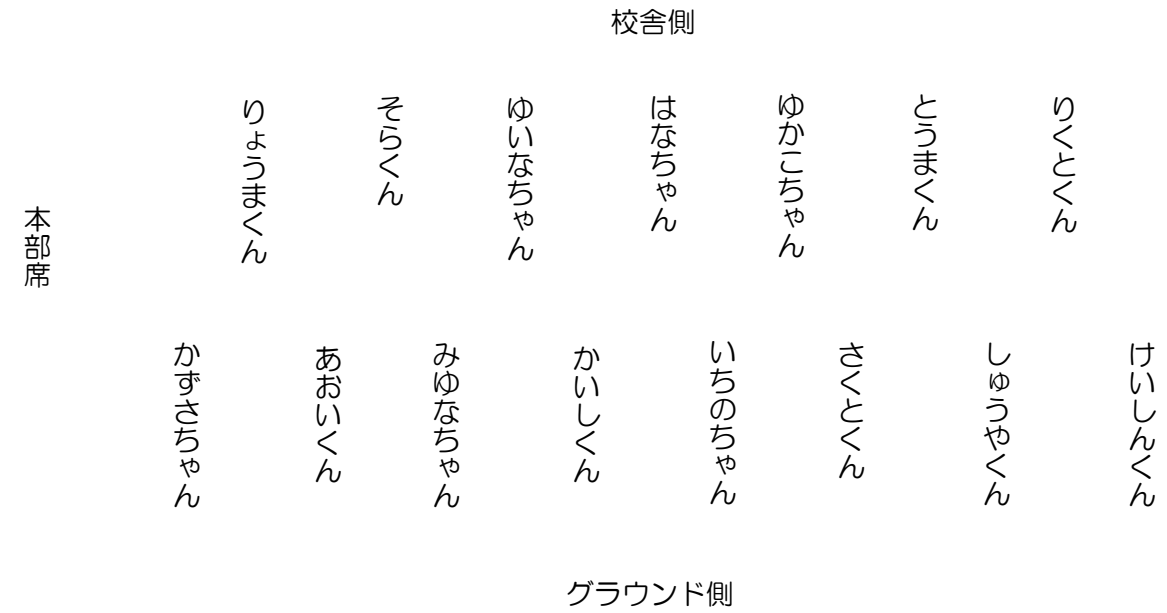 校舎側
りょうまくん
そらくん
ゆいなちゃん
はなちゃん
ゆかこちゃん
とうまくん
りくとくん
本部席
かずさちゃん
あおいくん
みゆなちゃん
かいしくん
いちのちゃん
さくとくん
しゅうやくん
けいしんくん
グラウンド側